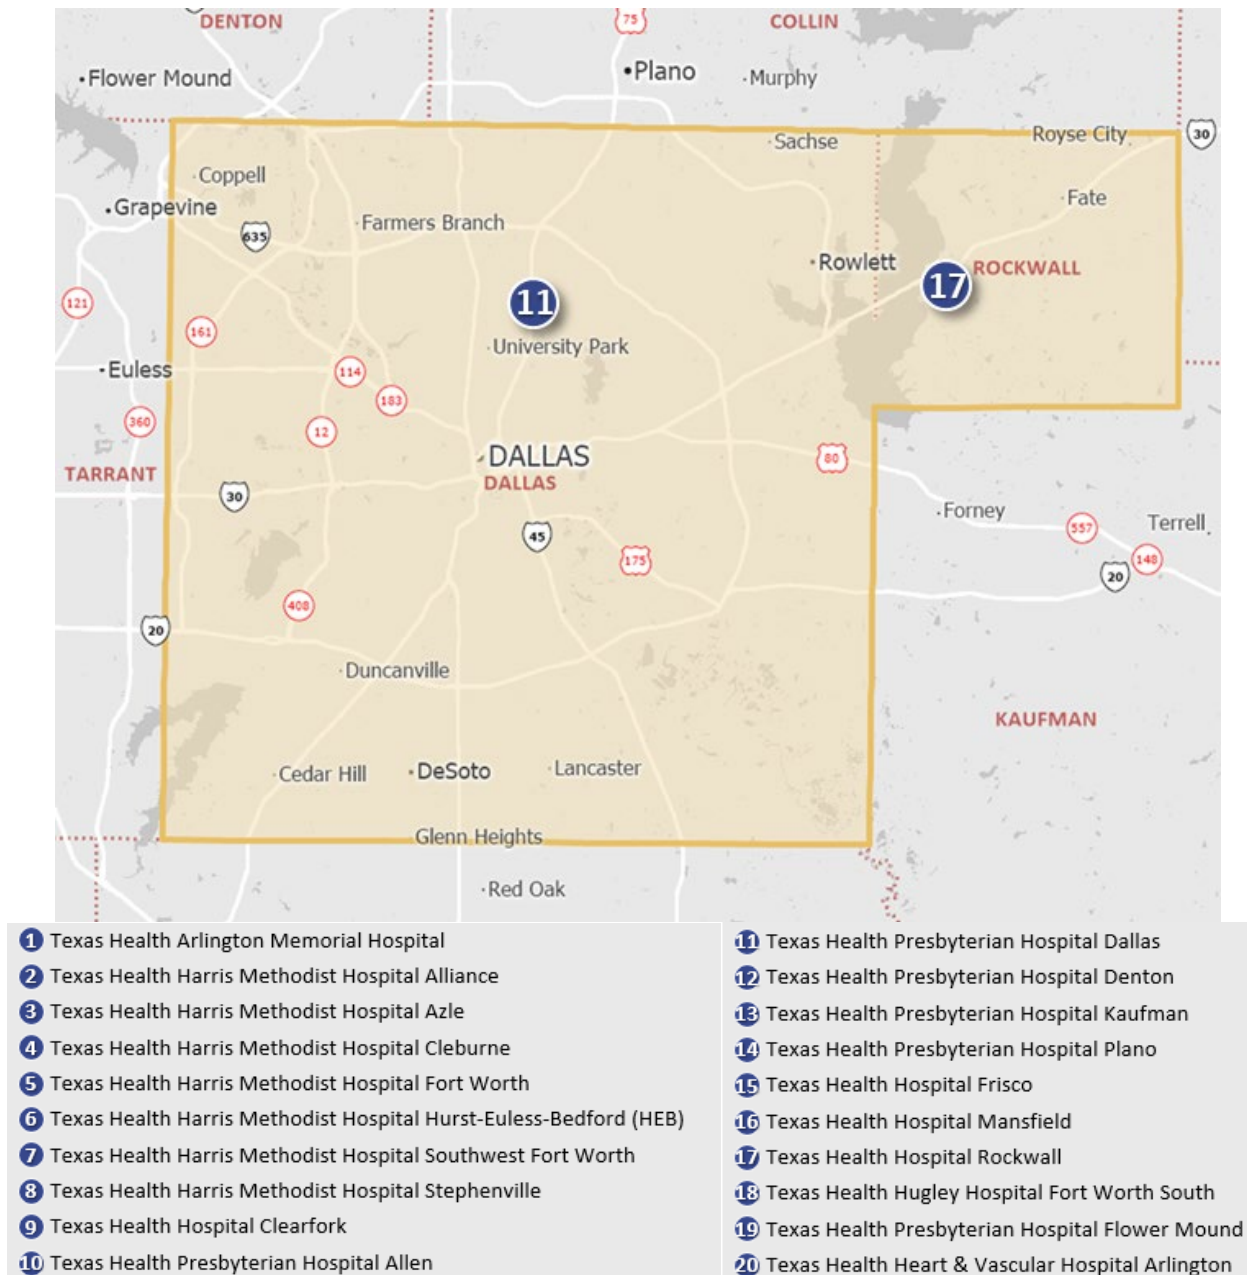 DENTON
75
COLLIN
Flower Mound
Plano
Murphy
Sachse
Royse City
30
Coppell
Grapevine
Fate
Farmers Branch
635
Rowlett
ROCKWALL
17
11
121
161
University Park
Euless
114
183
360
12
DALLAS
80
TARRANT
DALLAS
30
Forney
557
Terrell
45
175
148
20
408
20
Duncanville
KAUFMAN
Cedar Hill
DeSoto
Lancaster
Glenn Heights
Red Oak
1 Texas Health Arlington Memorial Hospital
2 Texas Health Harris Methodist Hospital Alliance
3 Texas Health Harris Methodist Hospital Azle
4 Texas Health Harris Methodist Hospital Cleburne
5 Texas Health Harris Methodist Hospital Fort Worth
6 Texas Health Harris Methodist Hospital Hurst-Euless-Bedford (HEB)
7 Texas Health Harris Methodist Hospital Southwest Fort Worth
8 Texas Health Harris Methodist Hospital Stephenville
9 Texas Health Hospital Clearfork
10 Texas Health Presbyterian Hospital Allen
11 Texas Health Presbyterian Hospital Dallas
12 Texas Health Presbyterian Hospital Denton
13 Texas Health Presbyterian Hospital Kaufman
14 Texas Health Presbyterian Hospital Plano
15 Texas Health Hospital Frisco
16 Texas Health Hospital Mansfield
17 Texas Health Hospital Rockwall
18 Texas Health Hugley Hospital Fort Worth South
19 Texas Health Presbyterian Hospital Flower Mound
20 Texas Health Heart & Vascular Hospital Arlington